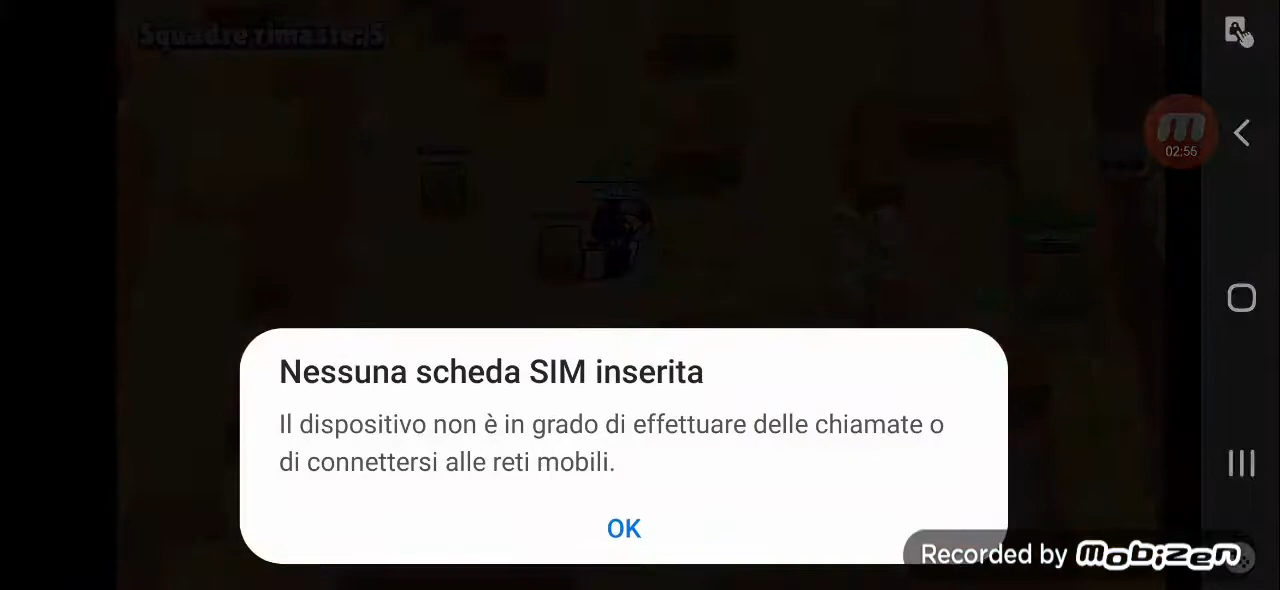 Squadre rimaste:5
02:55
Nessuna scheda SIM inserita
Il dispositivo non è in grado di effettuare delle chiamate o
di connettersi alle reti mobili.
OK
Recorded by mobizen